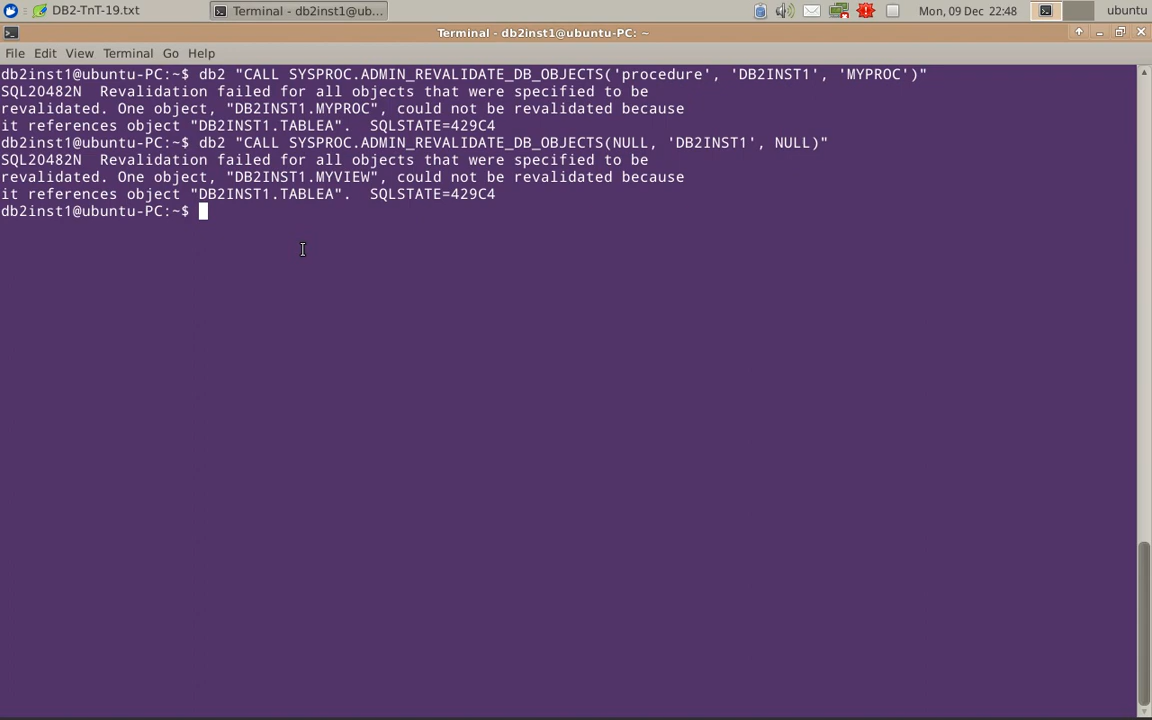 DB2-TnT-19.txt
Terminal - db2inst1@ub...
Mon, 09 Dec 22:48
ubuntu
Terminal - db2inst1@ubuntu-PC: ~
File Edit View Terminal Go Help
db2inst1@ubuntu-PC:~$ db2 "CALL SYSPROC.ADMIN_REVALIDATE_DB_OBJECTS('procedure', 'DB2INST1', 'MYPROC')"
SQL20482N  Revalidation failed for all objects that were specified to be
revalidated. One object, "DB2INST1.MYPROC", could not be revalidated because
it references object "DB2INST1.TABLEA".  SQLSTATE=429C4
db2inst1@ubuntu-PC:~$ db2 "CALL SYSPROC.ADMIN_REVALIDATE_DB_OBJECTS(NULL, 'DB2INST1', NULL)"
SQL20482N  Revalidation failed for all objects that were specified to be
revalidated. One object, "DB2INST1.MYVIEW", could not be revalidated because
it references object "DB2INST1.TABLEA".  SQLSTATE=429C4
db2inst1@ubuntu-PC:~$